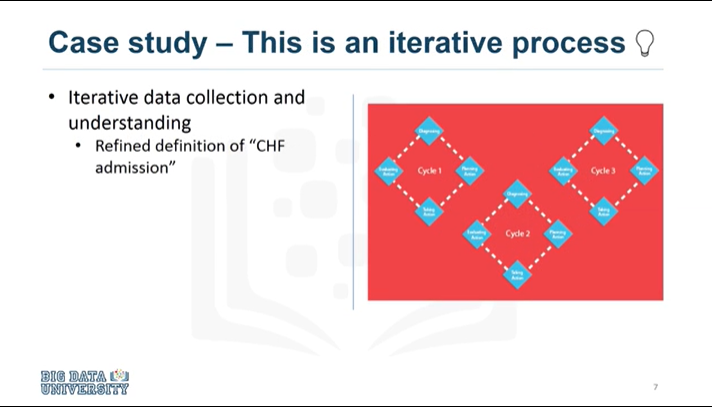 Case study – This is an iterative process
• Iterative data collection and
understanding
• Refined definition of “CHF
admission”
Diagnosing
Evaluating
Action
Cycle 1
Planning
Action
Taking
Action
Diagnosing
Evaluating
Action
Cycle 2
Planning
Action
Taking
Action
Diagnosing
Evaluating
Action
Cycle 3
Planning
Action
Taking
Action
BIG DATA
UNIVERSITY
7